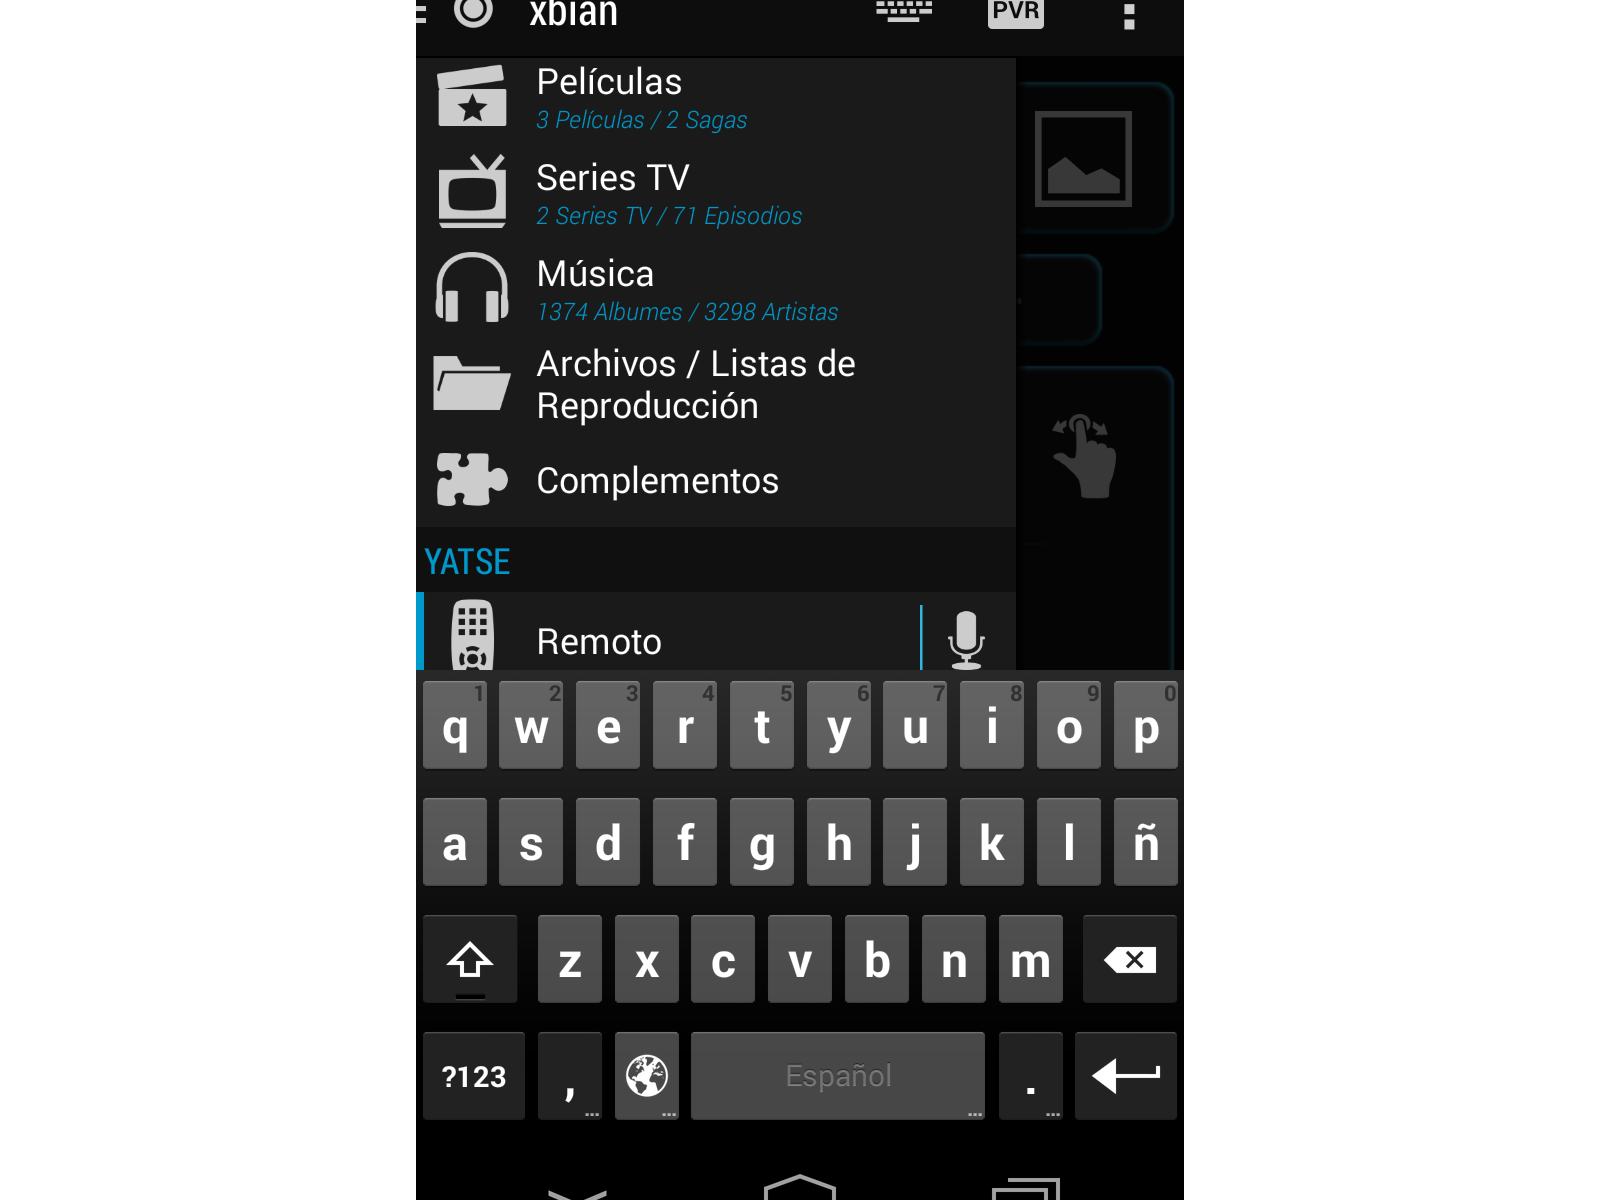 xbian
PVR
Películas
3 Películas / 2 Sagas
Series TV
2 Series TV / 71 Episodios
Música
1374 Albumes / 3298 Artistas
Archivos / Listas de
Reproducción
Complementos
YATSE
Remoto
1 2 3 4 5 6 7 8 9 0
q w e r t y u i o p
a s d f g h j k l ñ
z x c v b n m
?123 , Español .